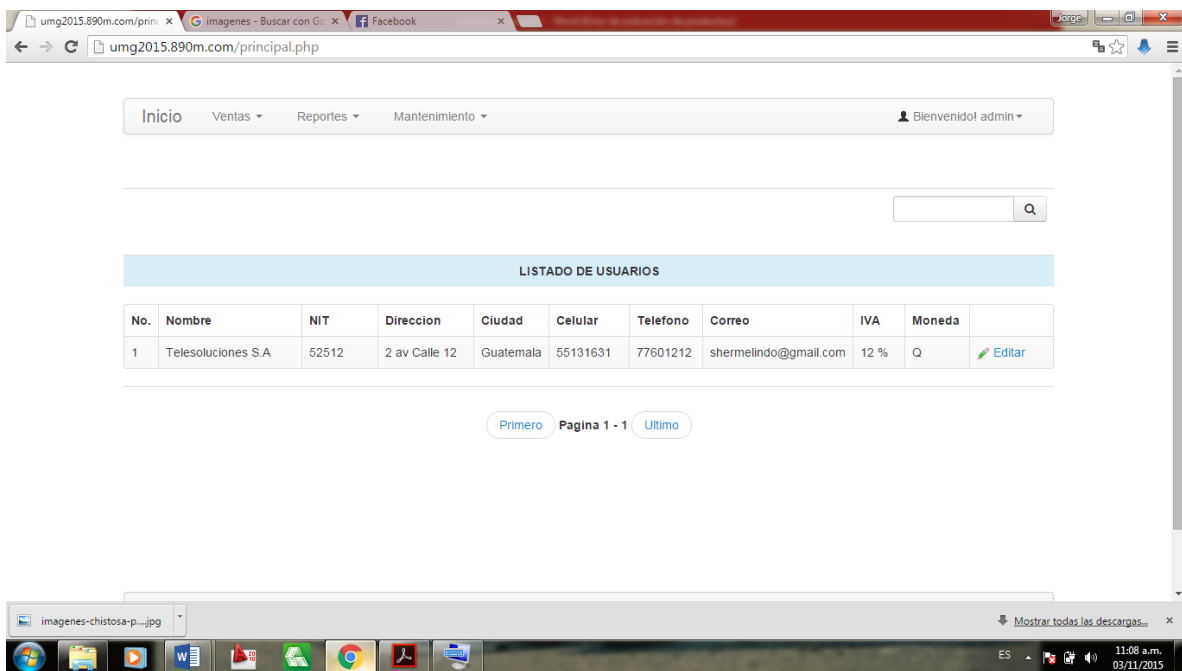 umg2015.890m.com/princ × imagenes - Buscar con Go × Facebook × Jorge
umg2015.890m.com/principal.php
Inicio Ventas Reportes Mantenimiento Bienvenido! admin
LISTADO DE USUARIOS
No. Nombre NIT Direccion Ciudad Celular Telefono Correo IVA Moneda
1 Telesoluciones S.A 52512 2 av Calle 12 Guatemala 55131631 77601212 shermelindo@gmail.com 12 % Q Editar
Primero Pagina 1 - 1 Ultimo
imagenes-chistosa-p....jpg Mostrar todas las descargas... ×
ES 11:08 a.m.
03/11/2015